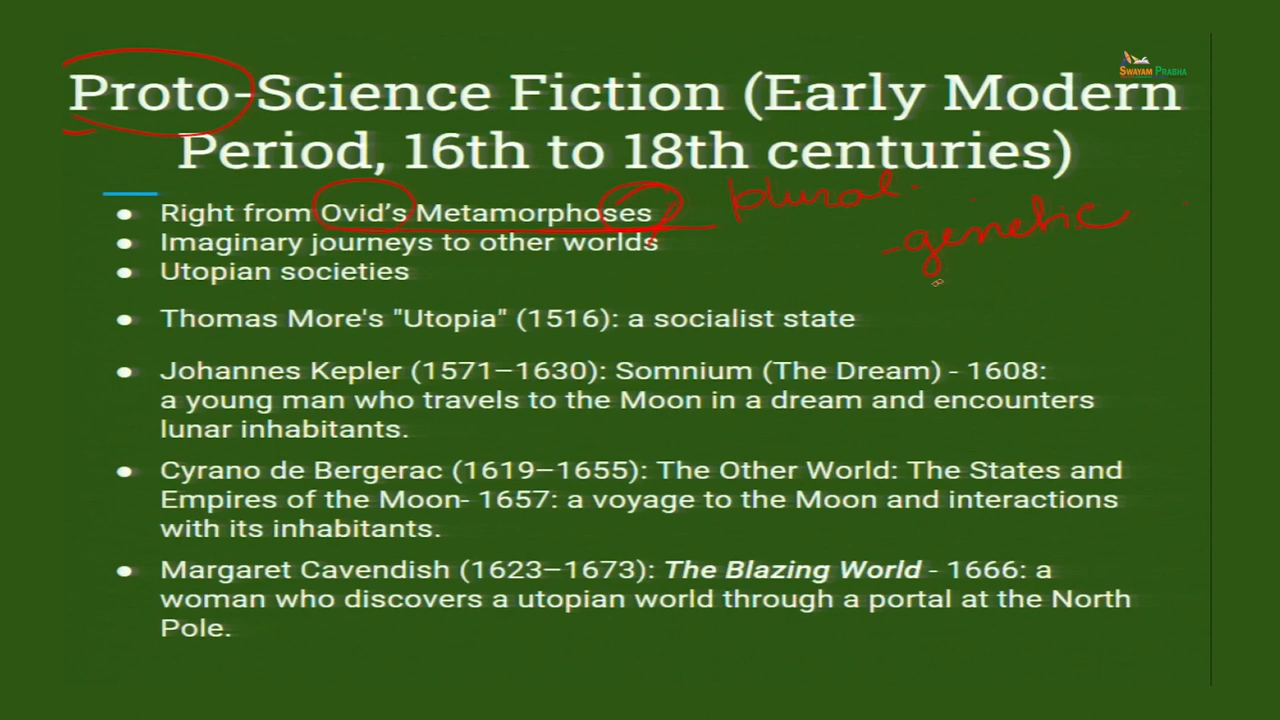 SWAYAM PRABHA
Proto-Science Fiction (Early Modern
Period, 16th to 18th centuries)
● Right from Ovid's Metamorphoses
plural.
● Imaginary journeys to other worlds
-genetic
● Utopian societies
● Thomas More's "Utopia" (1516): a socialist state
● Johannes Kepler (1571–1630): Somnium (The Dream) - 1608:
a young man who travels to the Moon in a dream and encounters
lunar inhabitants.
● Cyrano de Bergerac (1619–1655): The Other World: The States and
Empires of the Moon- 1657: a voyage to the Moon and interactions
with its inhabitants.
● Margaret Cavendish (1623–1673): The Blazing World - 1666: a
woman who discovers a utopian world through a portal at the North
Pole.